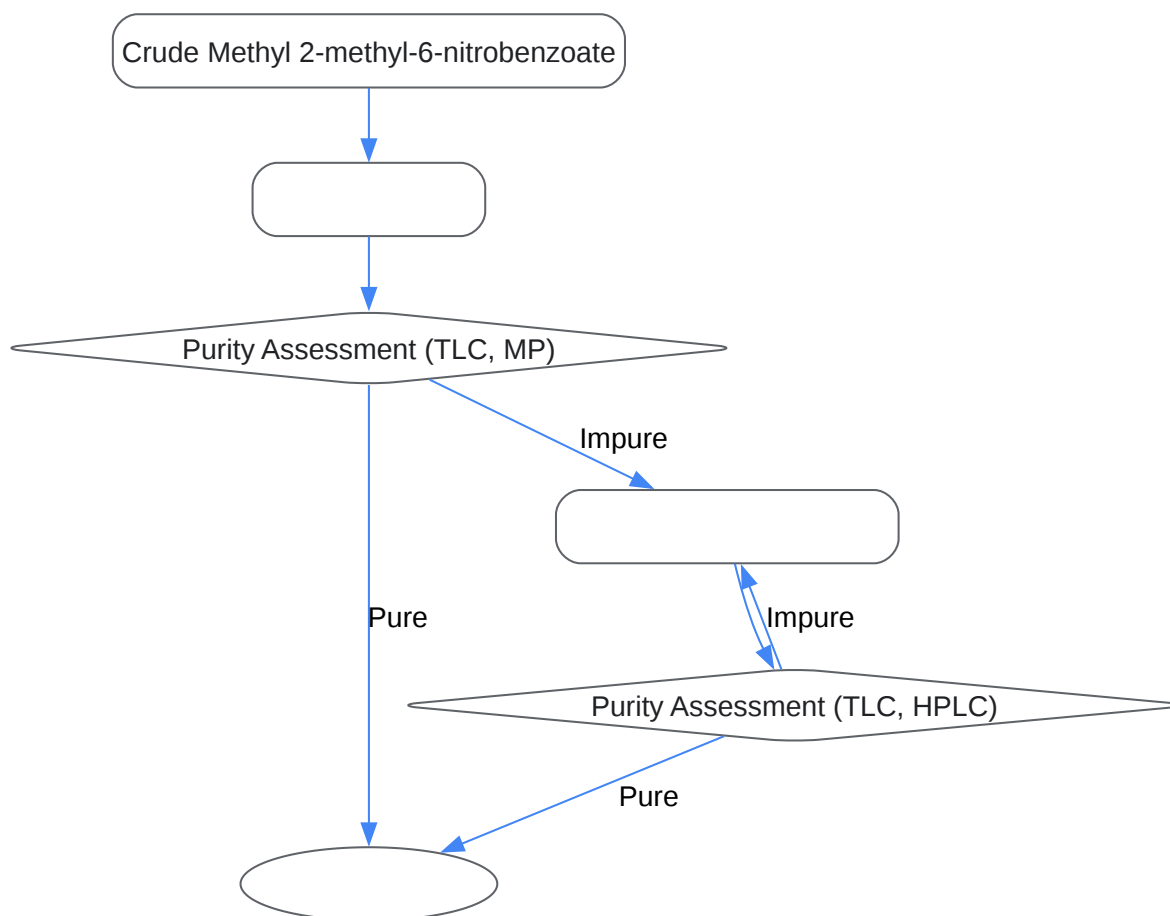 Crude Methyl 2-methyl-6-nitrobenzoate
Purity Assessment (TLC, MP)
Impure
Pure
Impure
Purity Assessment (TLC, HPLC)
Pure